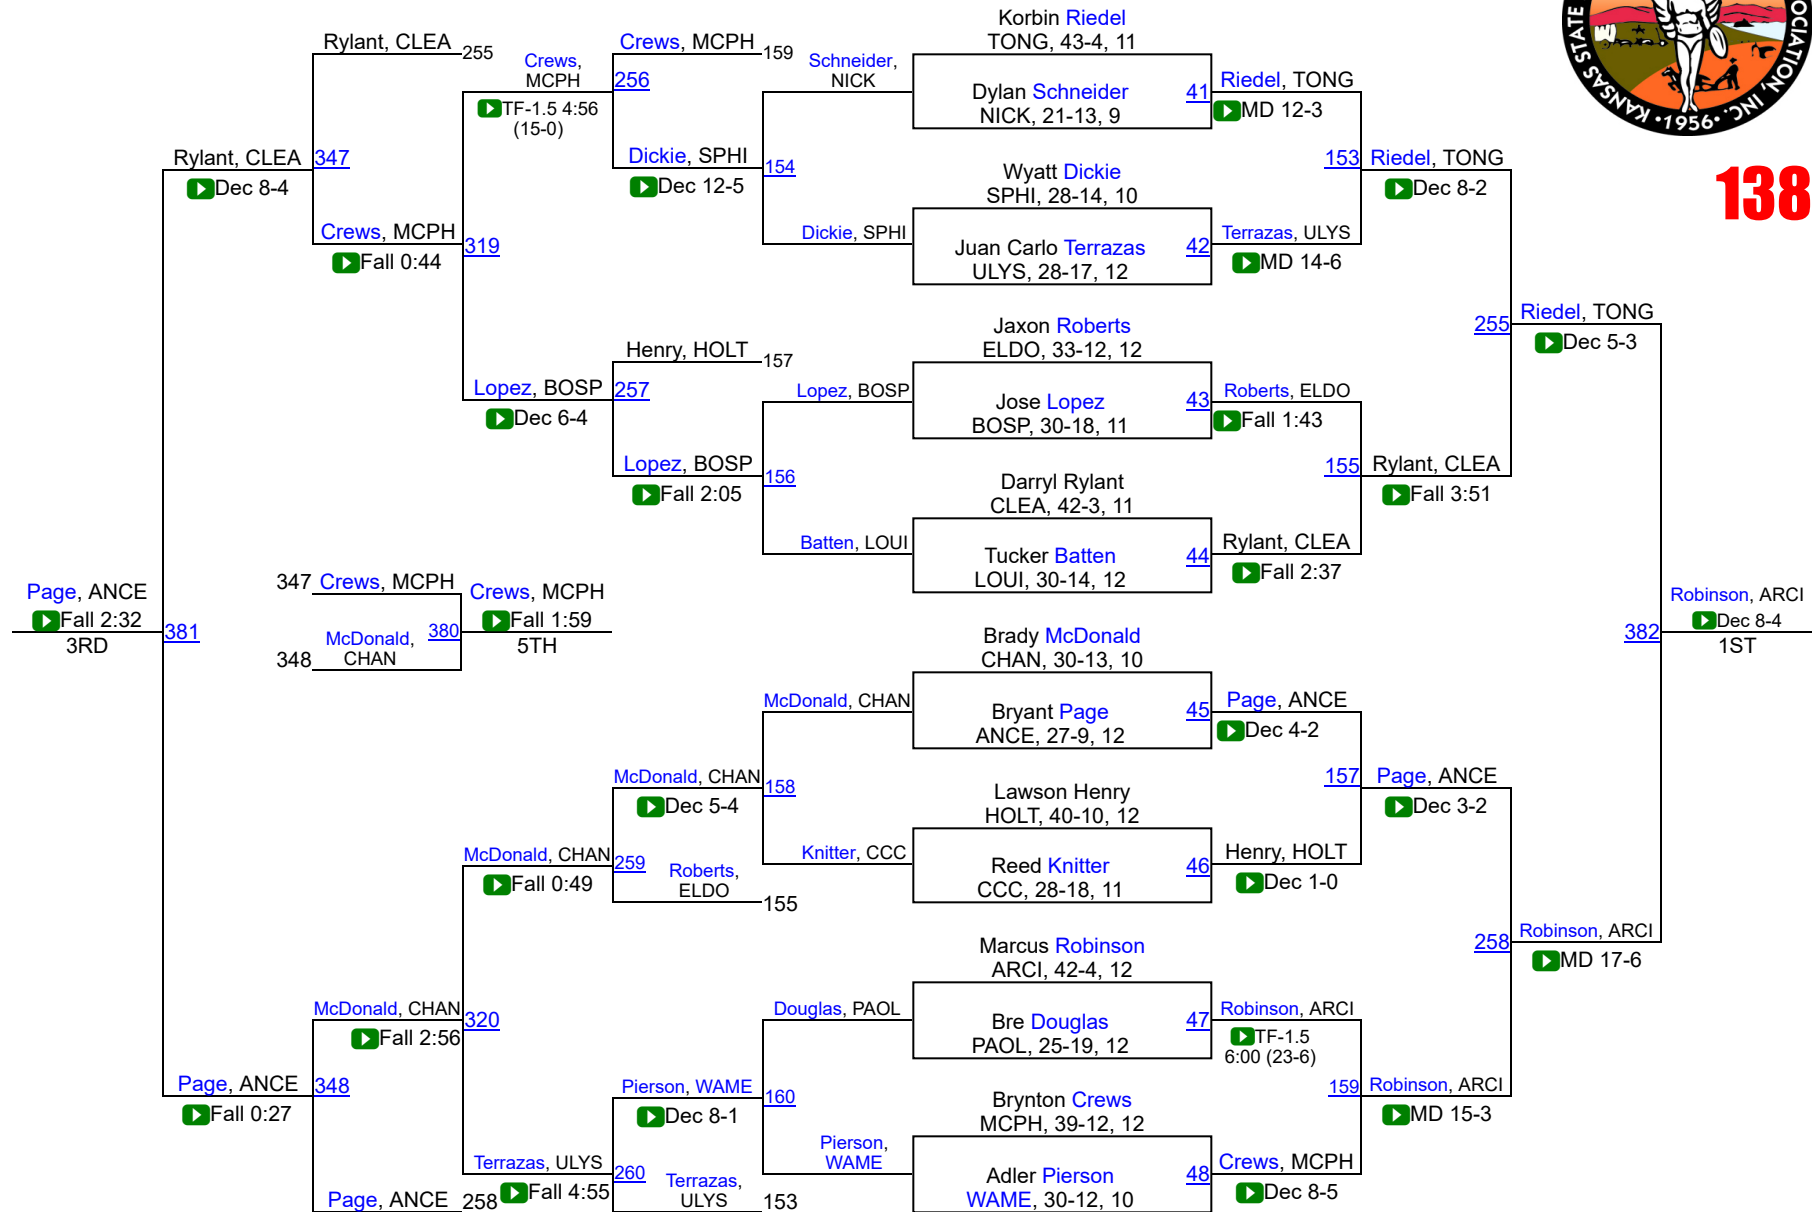 KANSAS STATE
OCIATION, INC.
•1956•
138
Korbin Riedel
TONG, 43-4, 11
Dylan Schneider
NICK, 21-13, 9
41
Wyatt Dickie
SPHI, 28-14, 10
Juan Carlo Terrazas
ULYS, 28-17, 12
42
Jaxon Roberts
ELDO, 33-12, 12
Jose Lopez
BOSP, 30-18, 11
43
Darryl Rylant
CLEA, 42-3, 11
Tucker Batten
LOUI, 30-14, 12
44
Brady McDonald
CHAN, 30-13, 10
Bryant Page
ANCE, 27-9, 12
45
Lawson Henry
HOLT, 40-10, 12
Reed Knitter
CCC, 28-18, 11
46
Marcus Robinson
ARCI, 42-4, 12
Bre Douglas
PAOL, 25-19, 12
47
Brynton Crews
MCPH, 39-12, 12
Adler Pierson
WAME, 30-12, 10
48
Riedel, TONG
MD 12-3
153
Terrazas, ULYS
MD 14-6
Roberts, ELDO
Fall 1:43
155
Rylant, CLEA
Fall 2:37
Page, ANCE
Dec 4-2
157
Henry, HOLT
Dec 1-0
Robinson, ARCI
TF-1.5
6:00 (23-6)
159
Crews, MCPH
Dec 8-5
Riedel, TONG
Dec 8-2
255
Rylant, CLEA
Fall 3:51
Page, ANCE
Dec 3-2
258
Robinson, ARCI
MD 15-3
Riedel, TONG
Dec 5-3
382
Robinson, ARCI
MD 17-6
Robinson, ARCI
Dec 8-4
1ST
Schneider,
NICK
154
Dickie, SPHI
Lopez, BOSP
156
Batten, LOUI
McDonald, CHAN
158
Knitter, CCC
Douglas, PAOL
160
Pierson,
WAME
Crews, MCPH
159
256
Dickie, SPHI
Dec 12-5
Henry, HOLT
157
257
Lopez, BOSP
Fall 2:05
McDonald, CHAN
Dec 5-4
259
Roberts,
ELDO
155
Pierson, WAME
Dec 8-1
260
Terrazas,
ULYS
153
Crews,
MCPH
TF-1.5 4:56
(15-0)
319
Lopez, BOSP
Dec 6-4
McDonald, CHAN
Fall 0:49
320
Terrazas, ULYS
Fall 4:55
Rylant, CLEA
255
347
Crews, MCPH
Fall 0:44
McDonald, CHAN
Fall 2:56
348
Page, ANCE
258
Rylant, CLEA
Dec 8-4
381
Page, ANCE
Fall 0:27
Page, ANCE
Fall 2:32
3RD
347
Crews, MCPH
380
348
McDonald,
CHAN
Crews, MCPH
Fall 1:59
5TH